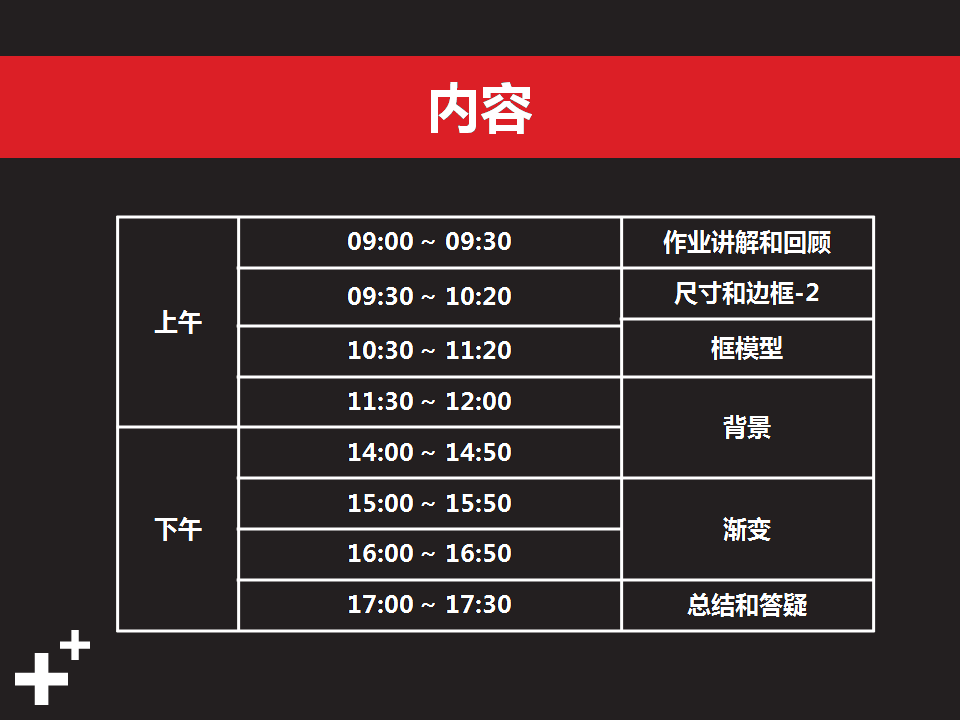 内容
上午
09:00 ~ 09:30 作业讲解和回顾
09:30 ~ 10:20 尺寸和边框-2
10:30 ~ 11:20 框模型
11:30 ~ 12:00 背景
下午
14:00 ~ 14:50
15:00 ~ 15:50 渐变
16:00 ~ 16:50
17:00 ~ 17:30 总结和答疑